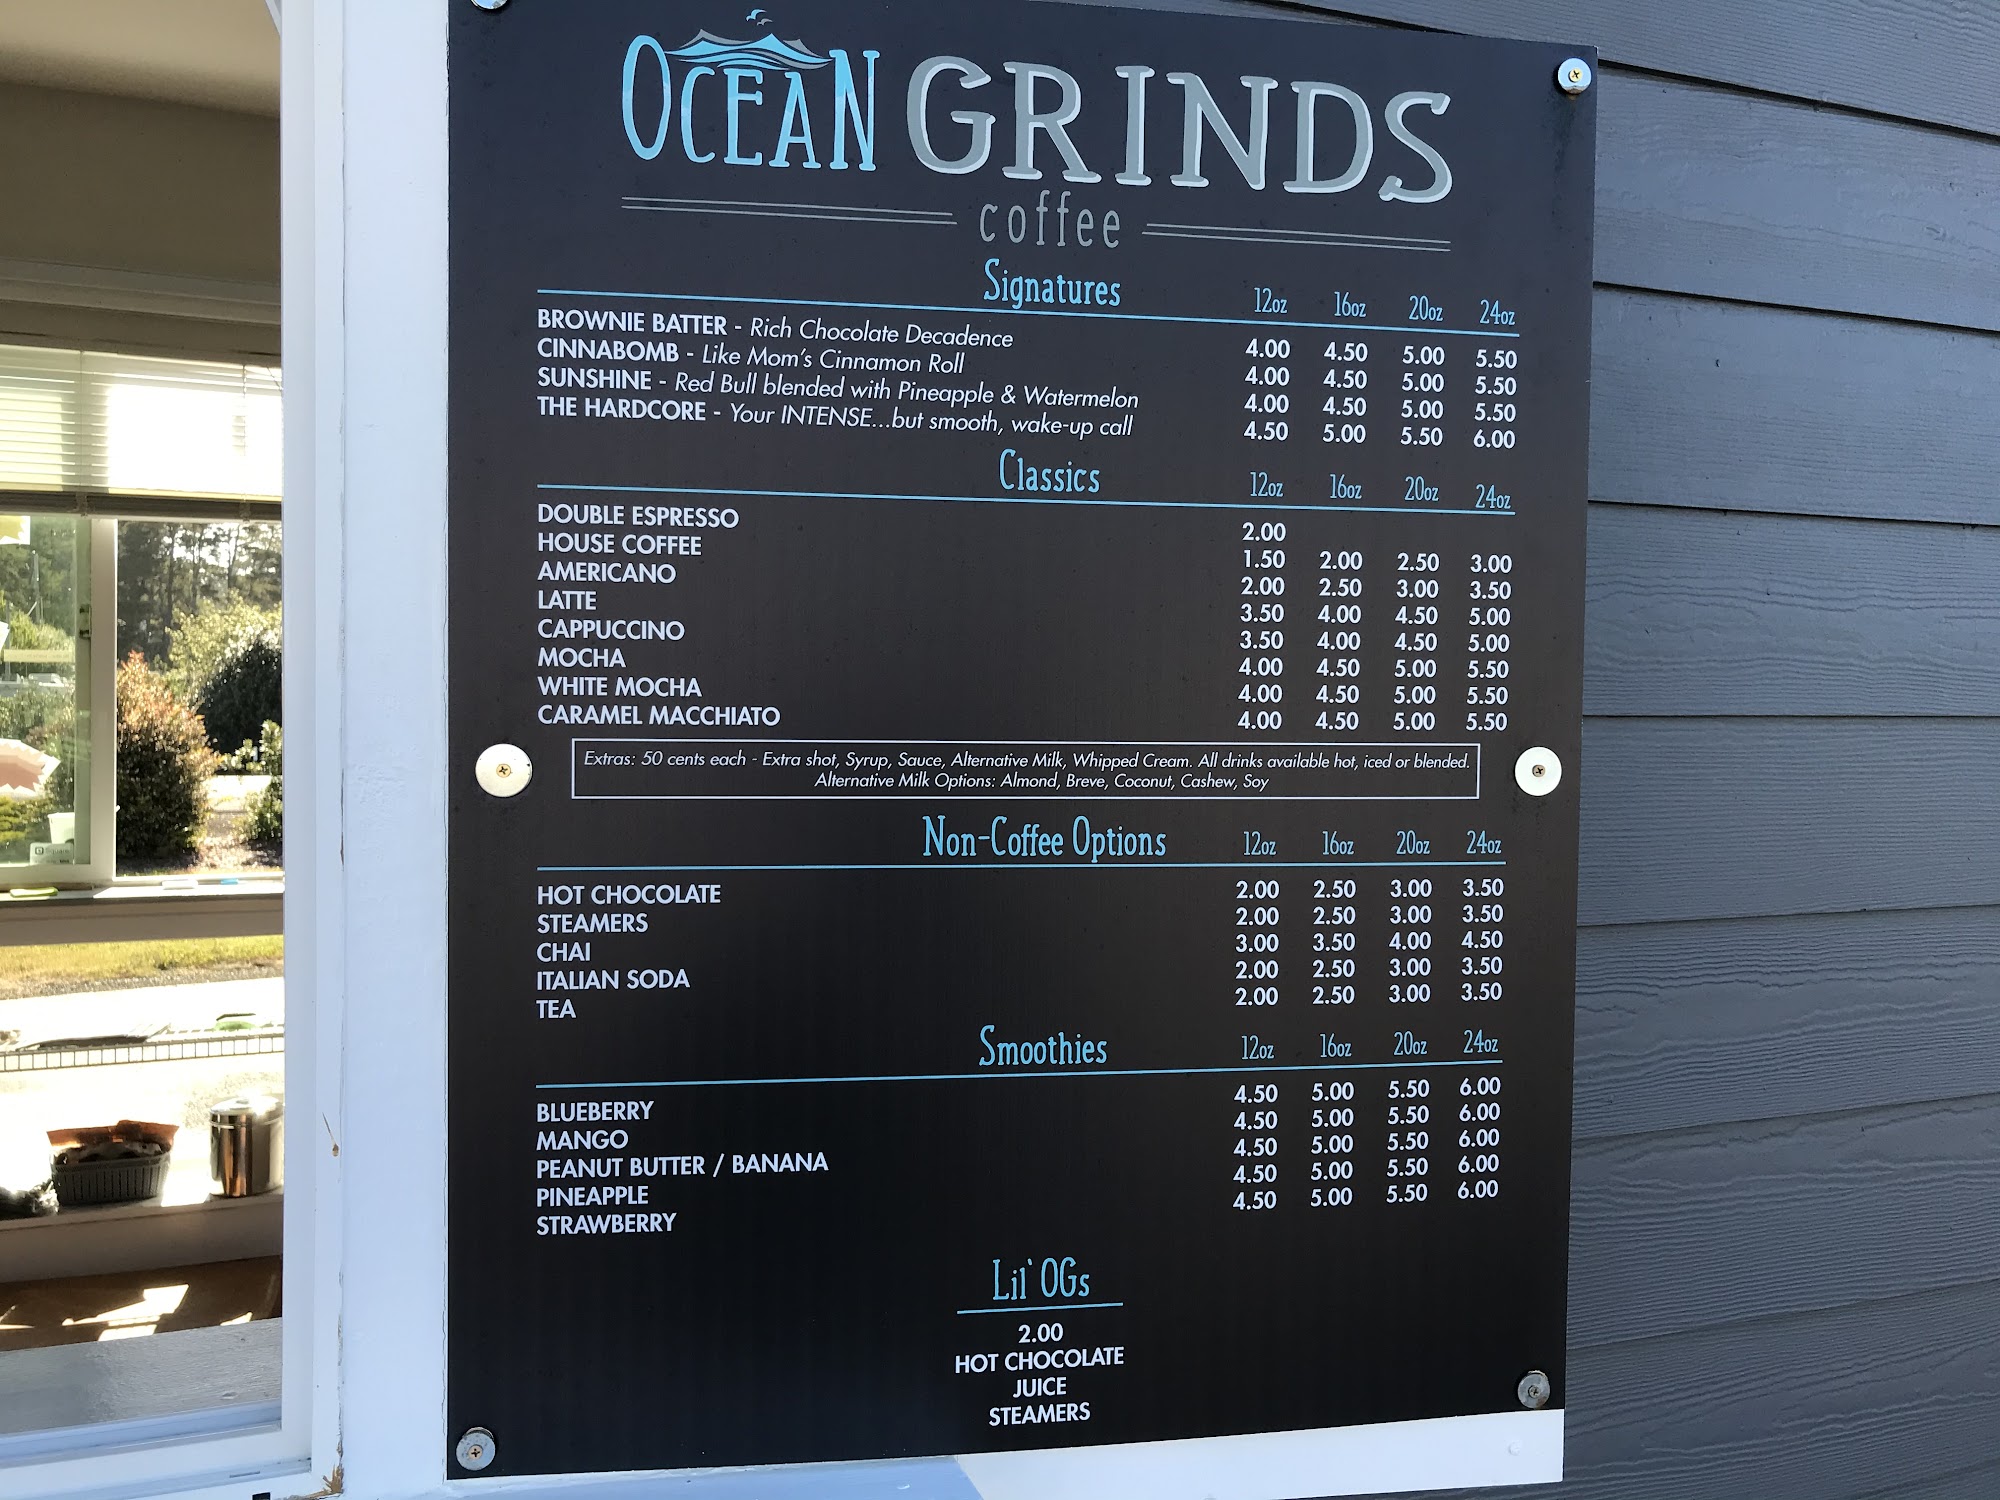 OCEAN GRINDS
coffee
Signatures 12oz 16oz 20oz 24oz
BROWNIE BATTER - Rich Chocolate Decadence 4.00 4.50 5.00 5.50
CINNABOMB - Like Mom's Cinnamon Roll 4.00 4.50 5.00 5.50
SUNSHINE - Red Bull blended with Pineapple & Watermelon 4.00 4.50 5.00 5.50
THE HARDCORE - Your INTENSE...but smooth, wake-up call 4.50 5.00 5.50 6.00
Classics 12oz 16oz 20oz 24oz
DOUBLE ESPRESSO 2.00
HOUSE COFFEE 1.50 2.00 2.50 3.00
AMERICANO 2.00 2.50 3.00 3.50
LATTE 3.50 4.00 4.50 5.00
CAPPUCCINO 3.50 4.00 4.50 5.00
MOCHA 4.00 4.50 5.00 5.50
WHITE MOCHA 4.00 4.50 5.00 5.50
CARAMEL MACCHIATO 4.00 4.50 5.00 5.50
Extras: 50 cents each - Extra shot, Syrup, Sauce, Alternative Milk, Whipped Cream. All drinks available hot, iced or blended.
Alternative Milk Options: Almond, Breve, Coconut, Cashew, Soy
Non-Coffee Options 12oz 16oz 20oz 24oz
HOT CHOCOLATE 2.00 2.50 3.00 3.50
STEAMERS 2.00 2.50 3.00 3.50
CHAI 3.00 3.50 4.00 4.50
ITALIAN SODA 2.00 2.50 3.00 3.50
TEA 2.00 2.50 3.00 3.50
Smoothies 12oz 16oz 20oz 24oz
BLUEBERRY 4.50 5.00 5.50 6.00
MANGO 4.50 5.00 5.50 6.00
PEANUT BUTTER / BANANA 4.50 5.00 5.50 6.00
PINEAPPLE 4.50 5.00 5.50 6.00
STRAWBERRY 4.50 5.00 5.50 6.00
Lil' OGs
2.00
HOT CHOCOLATE
JUICE
STEAMERS
Square